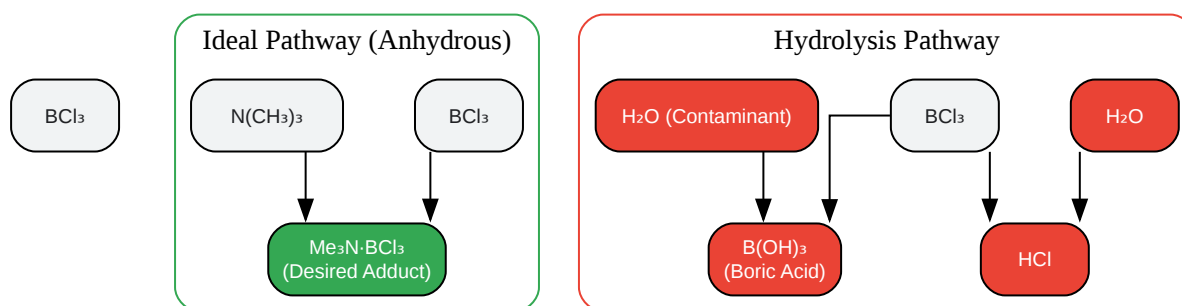 Ideal Pathway (Anhydrous)
Hydrolysis Pathway
BCl₃
N(CH₃)₃
BCl₃
H₂O (Contaminant)
BCl₃
H₂O
Me₃N·BCl₃
(Desired Adduct)
B(OH)₃
(Boric Acid)
HCl